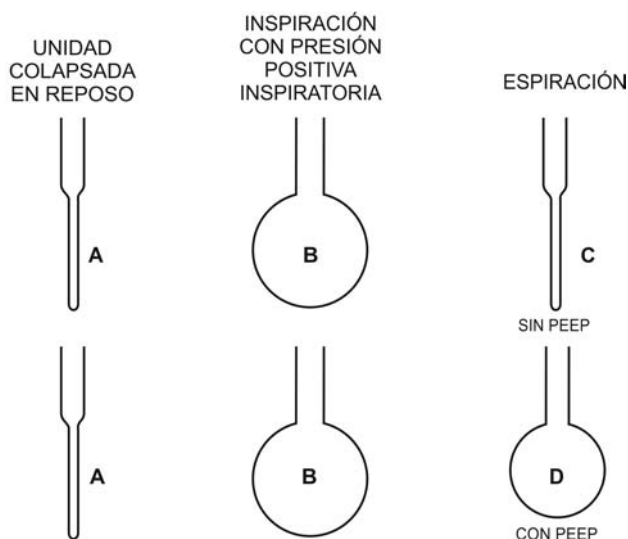 UNIDAD
COLAPSADA
EN REPOSO
INSPIRACIÓN
CON PRESIÓN
POSITIVA
INSPIRATORIA
ESPIRACIÓN
A
B
C
SIN PEEP
A
B
D
CON PEEP